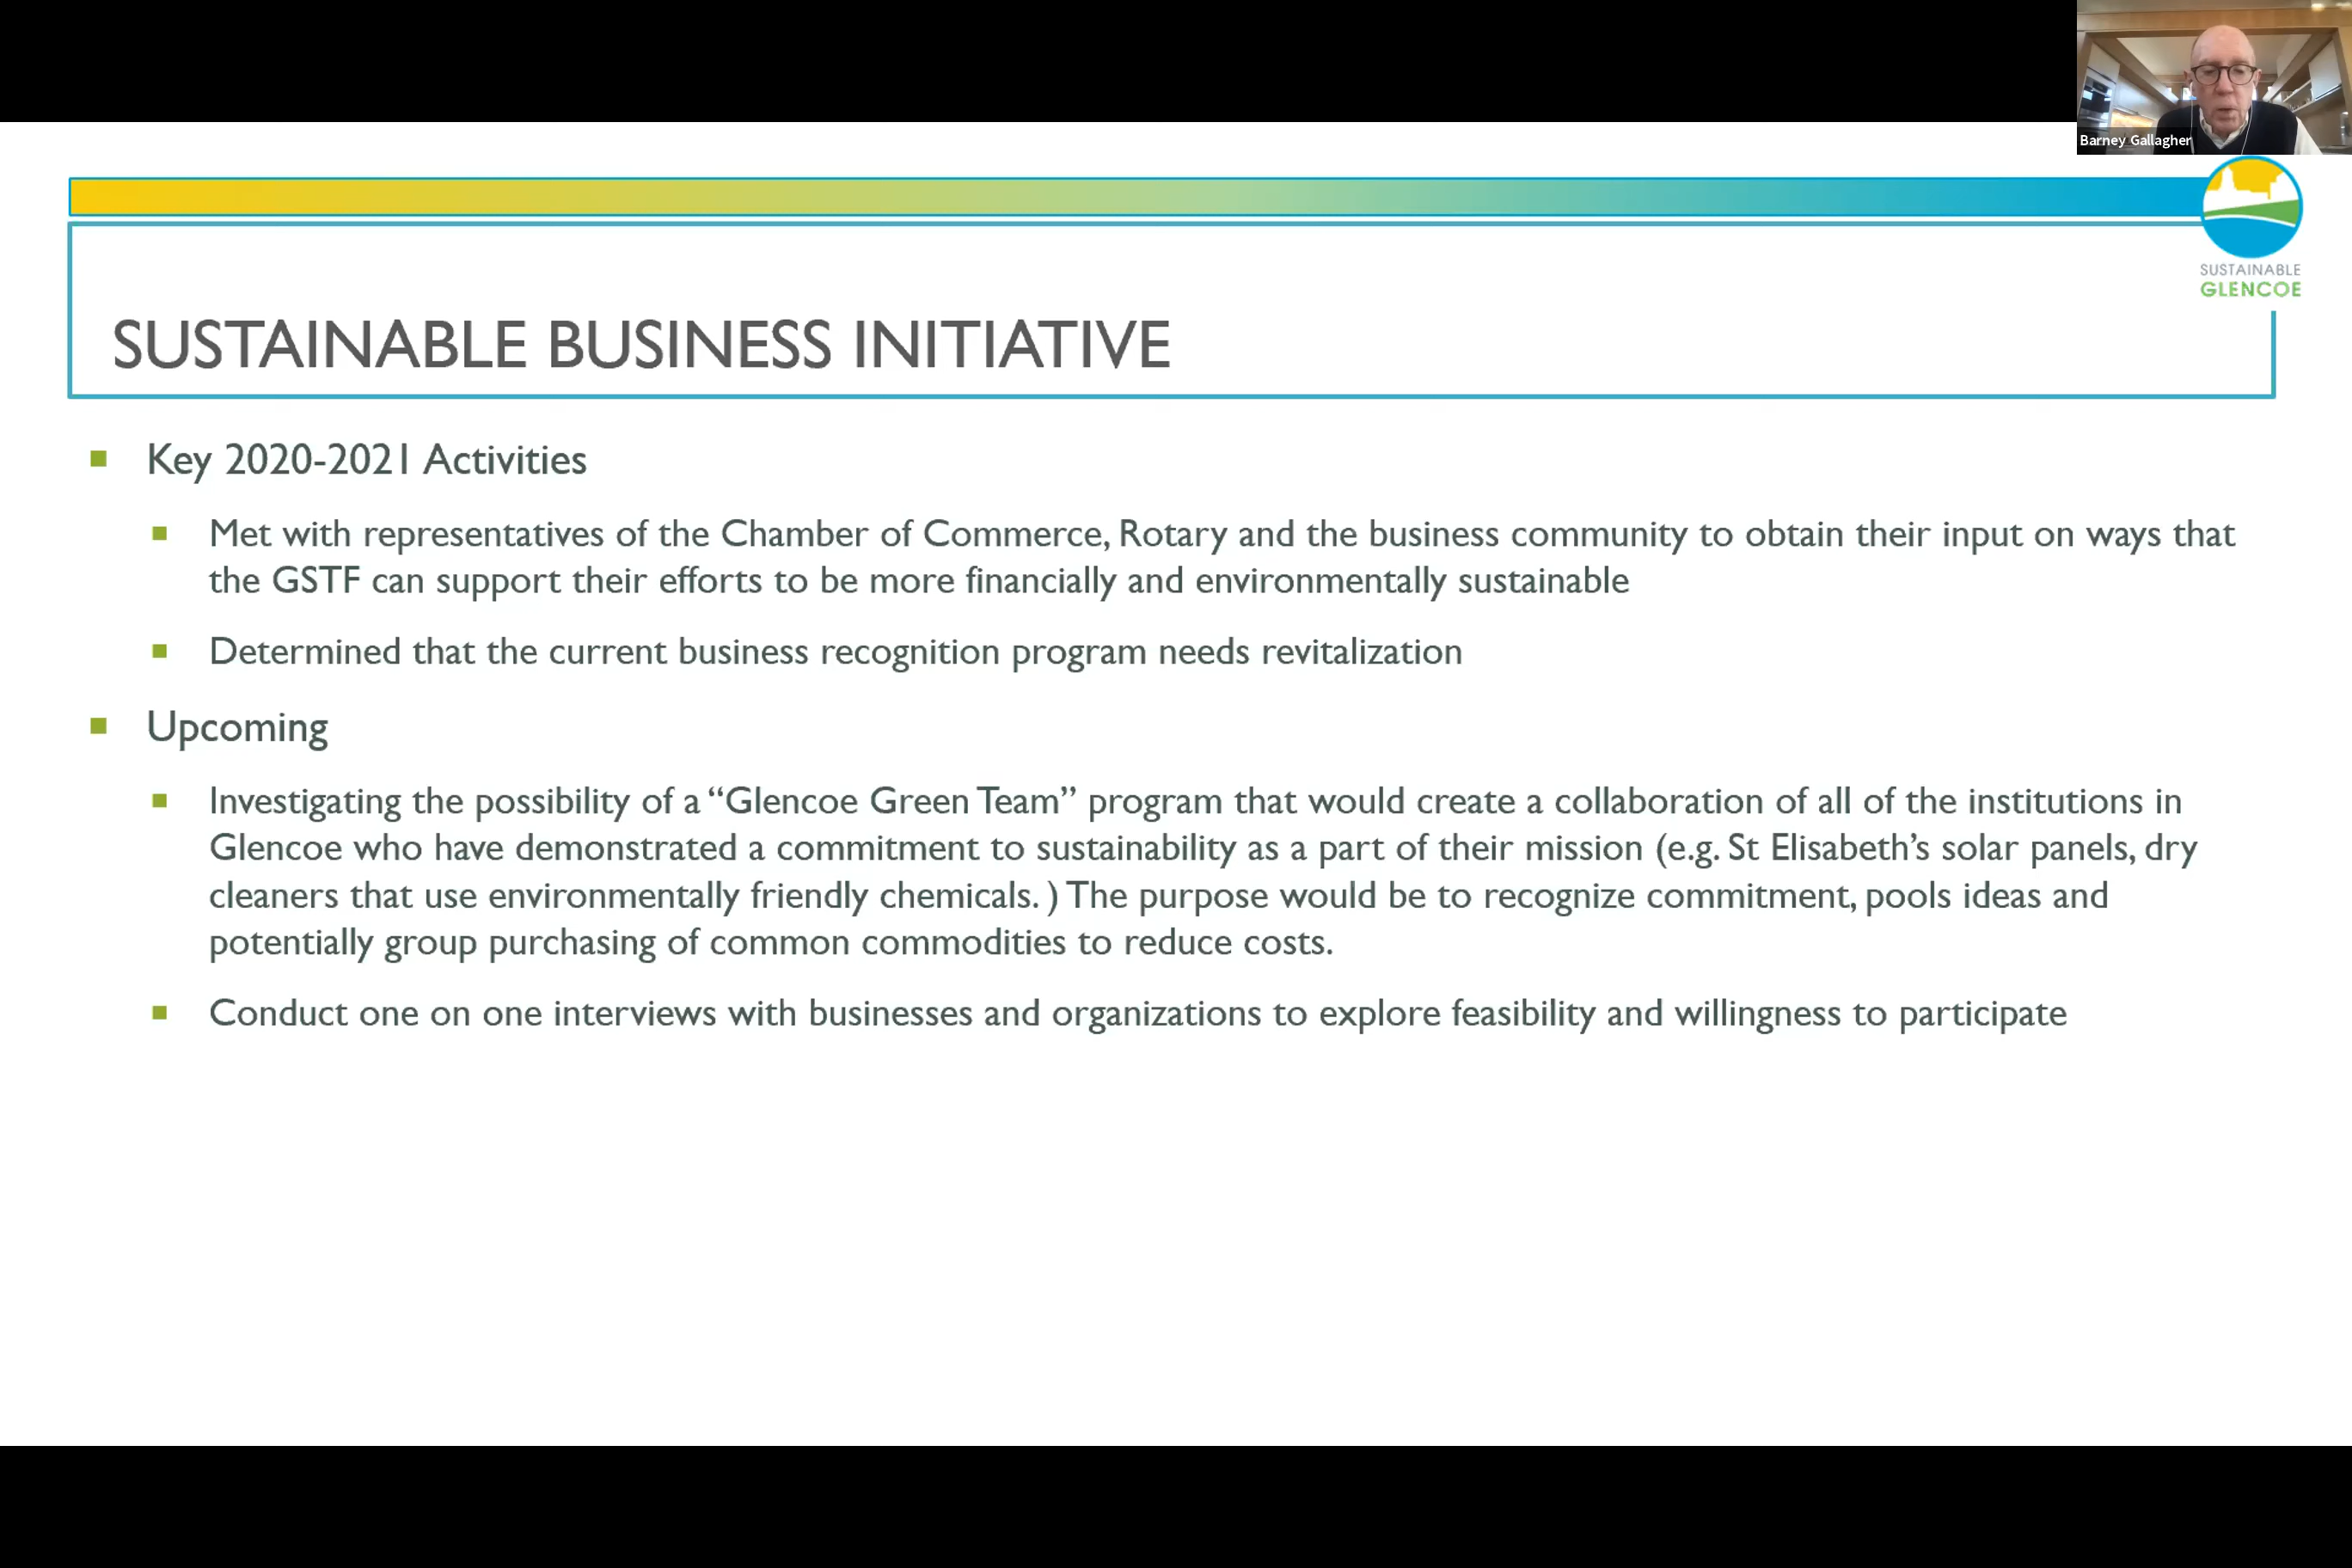 Barney Gallagher
SUSTAINABLE
GLENCOE
SUSTAINABLE BUSINESS INITIATIVE
Key 2020-2021 Activities
Met with representatives of the Chamber of Commerce, Rotary and the business community to obtain their input on ways that
the GSTF can support their efforts to be more financially and environmentally sustainable
Determined that the current business recognition program needs revitalization
Upcoming
Investigating the possibility of a “Glencoe Green Team” program that would create a collaboration of all of the institutions in
Glencoe who have demonstrated a commitment to sustainability as a part of their mission (e.g. St Elisabeth’s solar panels, dry
cleaners that use environmentally friendly chemicals. ) The purpose would be to recognize commitment, pools ideas and
potentially group purchasing of common commodities to reduce costs.
Conduct one on one interviews with businesses and organizations to explore feasibility and willingness to participate